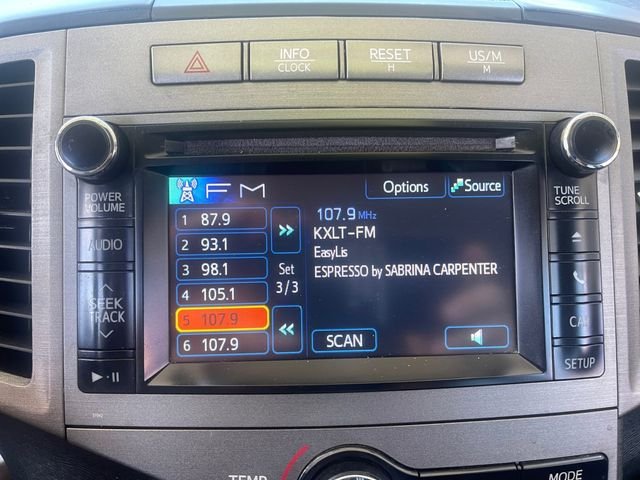 INFO
CLOCK
RESET
H
US/M
M
POWER
VOLUME
AUDIO
SEEK
TRACK
FM
Options
Source
1 87.9
2 93.1
3 98.1
4 105.1
5 107.9
6 107.9
Set
3/3
107.9 MHz
KXLT-FM
EasyLis
ESPRESSO by SABRINA CARPENTER
SCAN
TUNE
SCROLL
CAR
SETUP
TEMP
MODE